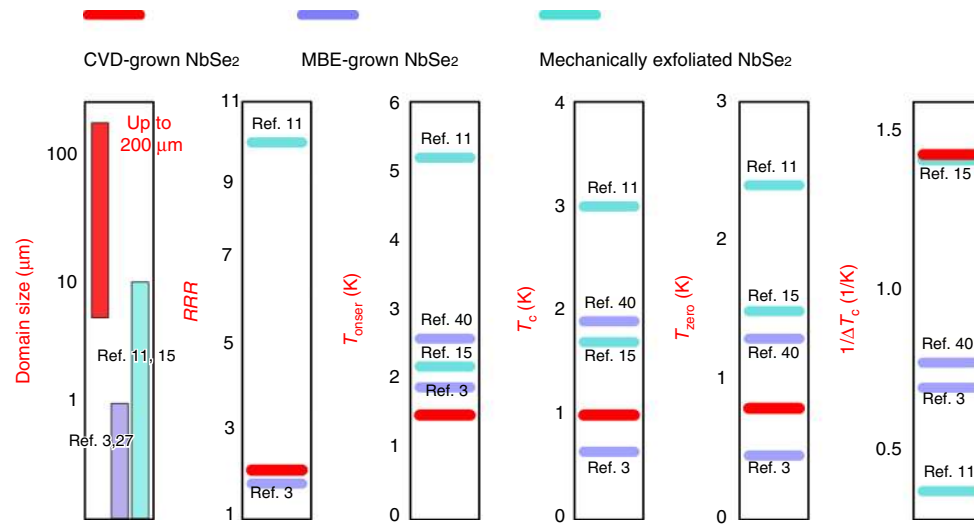 CVD-grown NbSe2
MBE-grown NbSe2
Mechanically exfoliated NbSe2
Domain size (μm)
100
10
1
Up to
200 μm
Ref. 11, 15
Ref. 3,27
RRR
11
9
7
5
3
1
Ref. 11
Ref. 3
Tonser (K)
6
5
4
3
2
1
0
Ref. 11
Ref. 40
Ref. 15
Ref. 3
Tc (K)
4
3
2
1
0
Ref. 11
Ref. 40
Ref. 15
Ref. 3
Tzero (K)
3
2
1
0
Ref. 11
Ref. 15
Ref. 40
Ref. 3
1/ΔTc (1/K)
1.5
1.0
0.5
Ref. 15
Ref. 40
Ref. 3
Ref. 11